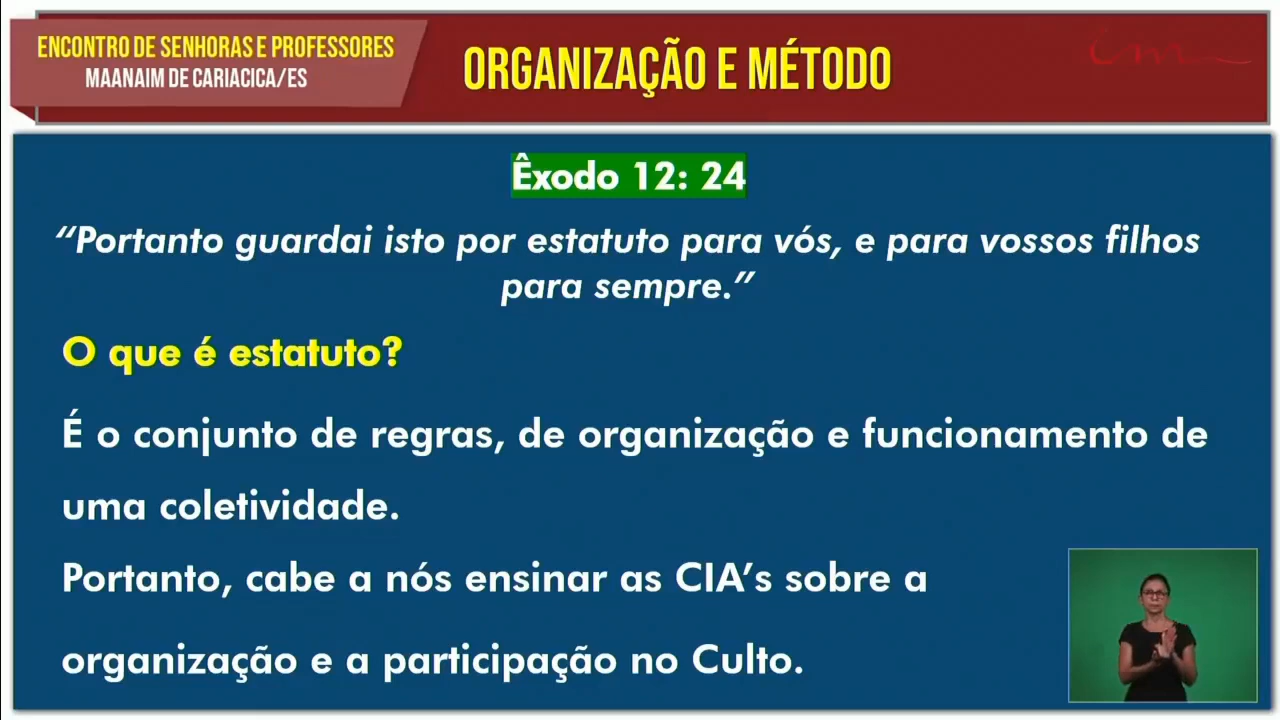 ENCONTRO DE SENHORAS E PROFESSORES
MAANAIM DE CARIACICA/ES
ORGANIZAÇÃO E MÉTODO
Êxodo 12: 24
“Portanto guardai isto por estatuto para vós, e para vossos filhos
para sempre.”
O que é estatuto?
É o conjunto de regras, de organização e funcionamento de
uma coletividade.
Portanto, cabe a nós ensinar as CIA’s sobre a
organização e a participação no Culto.